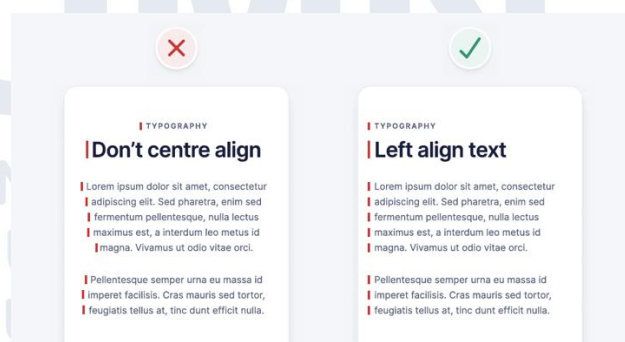 TYPOGRAPHY
Don't centre align
Lorem ipsum dolor sit amet, consectetur
adipiscing elit. Sed pharetra, enim sed
fermentum pellentesque, nulla lectus
maximus est, a interdum leo metus id
magna. Vivamus ut odio vitae orci.
Pellentesque semper urna eu massa id
imperet facilisis. Cras mauris sed tortor,
feugiatis tellus at, tinc dunt efficit nulla.
TYPOGRAPHY
Left align text
Lorem ipsum dolor sit amet, consectetur
adipiscing elit. Sed pharetra, enim sed
fermentum pellentesque, nulla lectus
maximus est, a interdum leo metus id
magna. Vivamus ut odio vitae orci.
Pellentesque semper urna eu massa id
imperet facilisis. Cras mauris sed tortor,
feugiatis tellus at, tinc dunt efficit nulla.